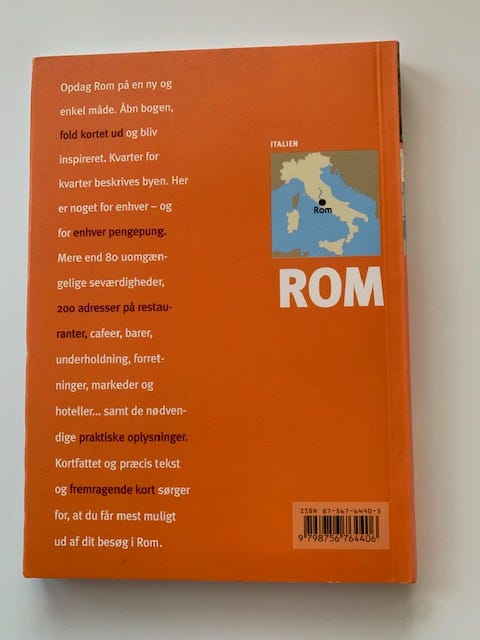 Opdag Rom på en ny og
enkel måde. Åbn bogen,
fold kortet ud og bliv
inspireret. Kvarter for
kvarter beskrives byen. Her
er noget for enhver – og
for enhver pengepung.
Mere end 80 uomgæn-
gelige seværdigheder,
200 adresser på restau-
ranter, cafeer, barer,
underholdning, forret-
ninger, markeder og
hoteller... samt de nødven-
dige praktiske oplysninger.
Kortfattet og præcis tekst
og fremragende kort sørger
for, at du får mest muligt
ud af dit besøg i Rom.
ITALIEN
Rom
ROM
ISBN 87-567-6440-5
9 788756 764406